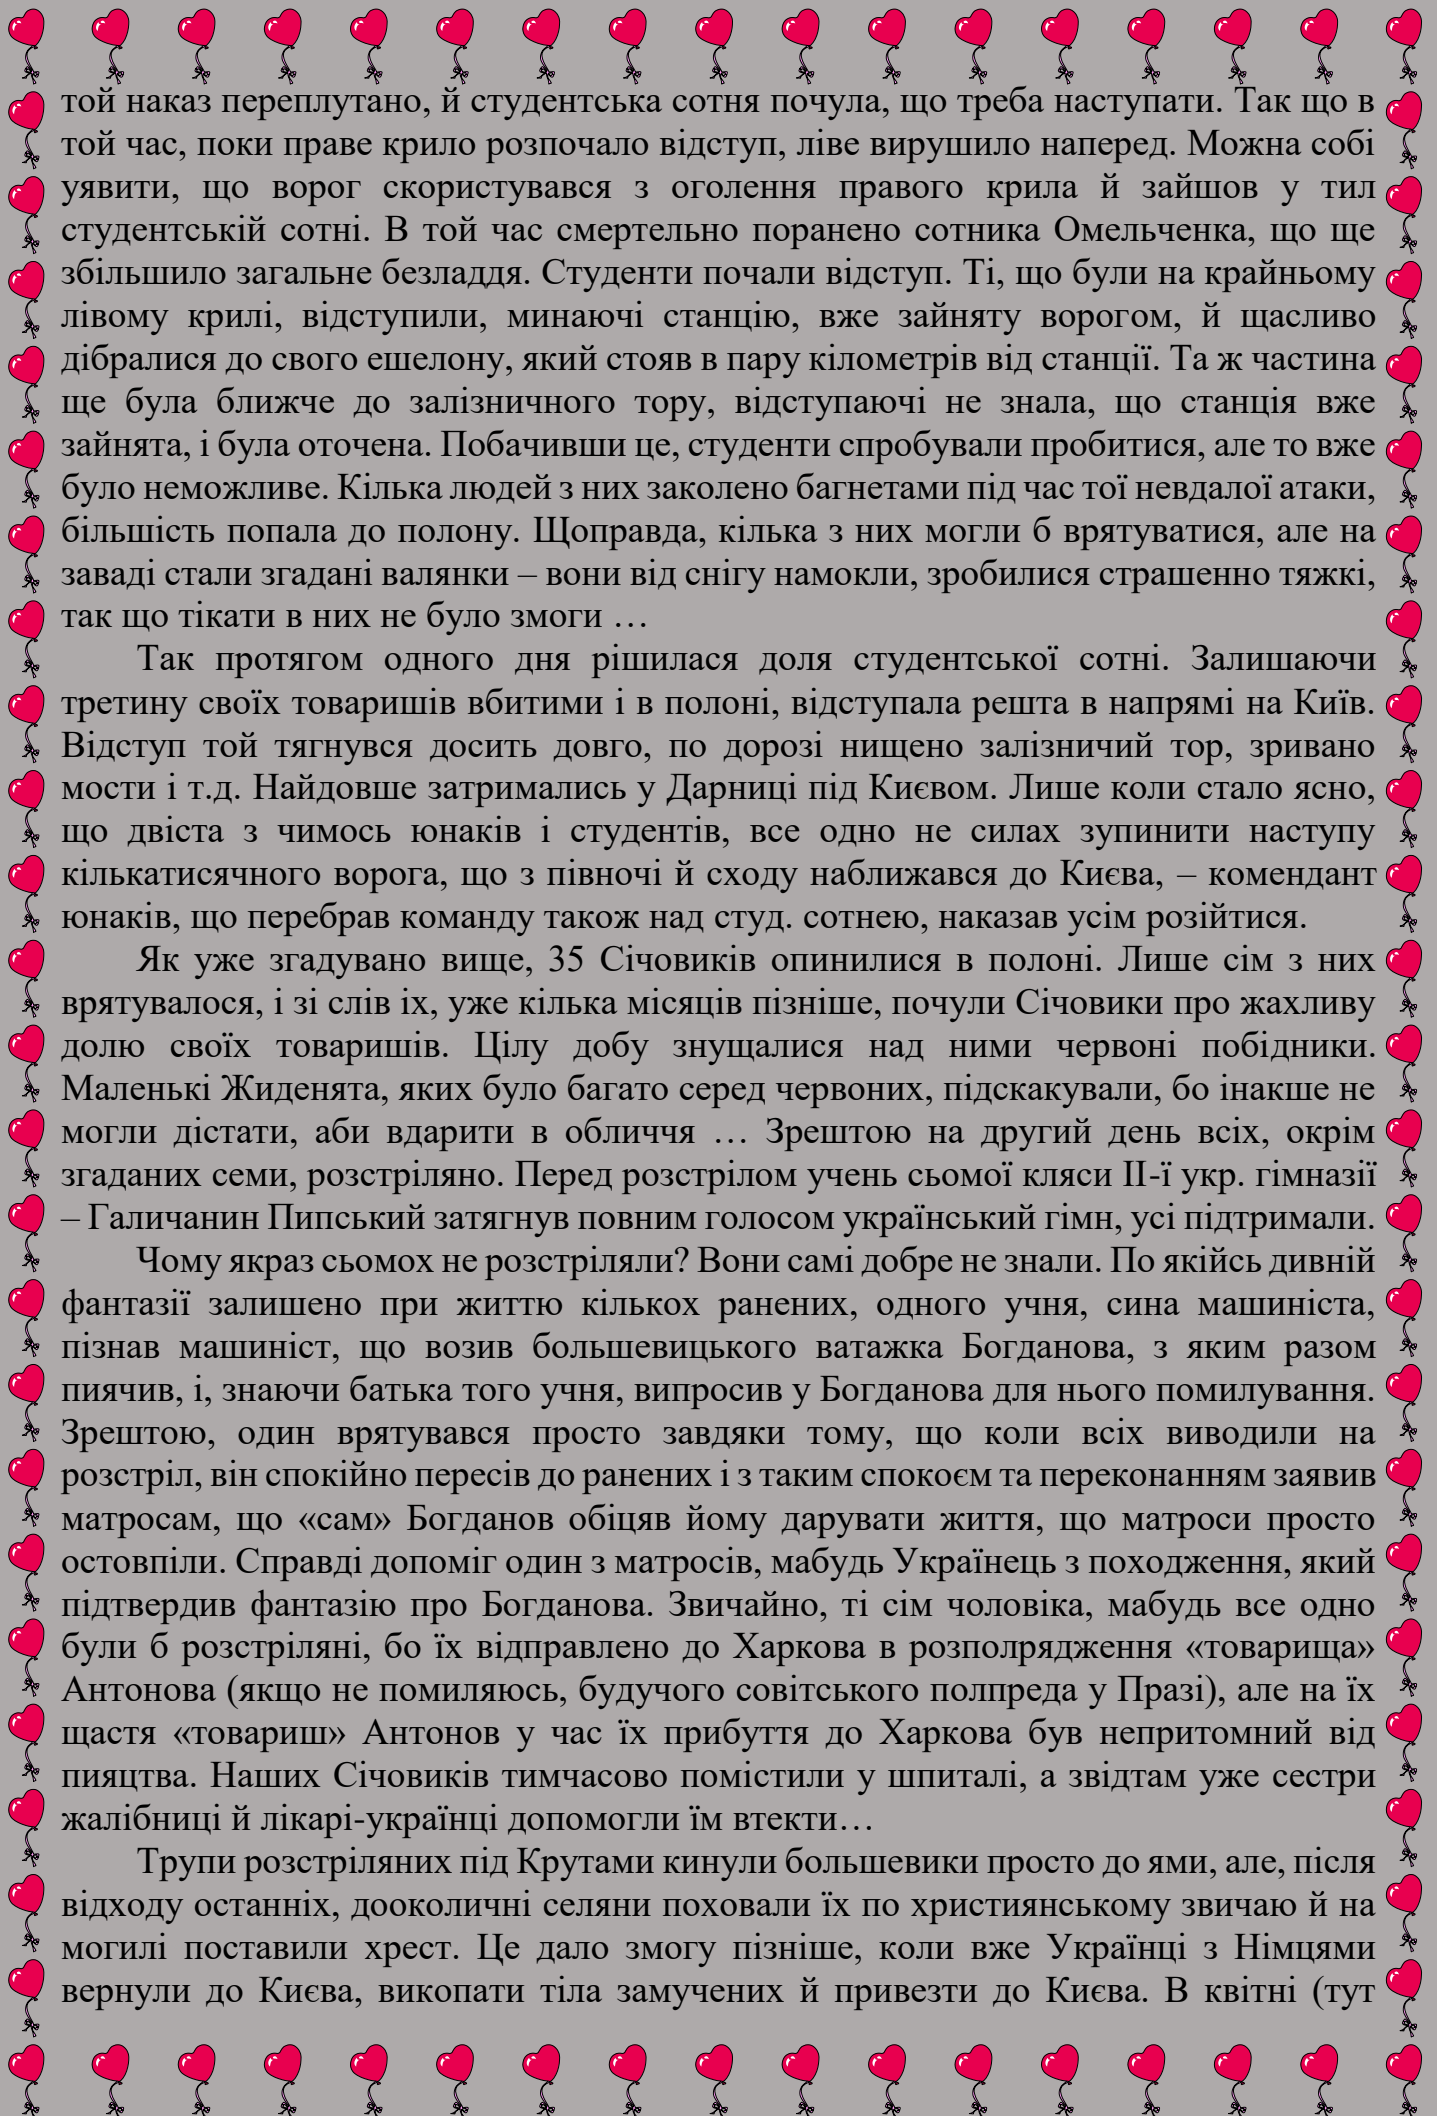 той наказ переплутано, й студентська сотня почула, що треба наступати. Так що в
той час, поки праве крило розпочало відступ, ліве вирушило наперед. Можна собі
уявити, що ворог скористувався з оголення правого крила й зайшов у тил
студентській сотні. В той час смертельно поранено сотника Омельченка, що ще
збільшило загальне безладдя. Студенти почали відступ. Ті, що були на крайньому
лівому крилі, відступили, минаючі станцію, вже зайняту ворогом, й щасливо
дібралися до свого ешелону, який стояв в пару кілометрів від станції. Та ж частина
ще була ближче до залізничного тору, відступаючі не знала, що станція вже
зайнята, і була оточена. Побачивши це, студенти спробували пробитися, але то вже
було неможливе. Кілька людей з них заколено багнетами під час тої невдалої атаки,
більшість попала до полону. Щоправда, кілька з них могли б врятуватися, але на
заваді стали згадані валянки – вони від снігу намокли, зробилися страшенно тяжкі,
так що тікати в них не було змоги …
Так протягом одного дня рішилася доля студентської сотні. Залишаючи
третину своїх товаришів вбитими і в полоні, відступала решта в напрямі на Київ.
Відступ той тягнувся досить довго, по дорозі нищено залізничий тор, зривано
мости і т.д. Найдовше затримались у Дарниці під Києвом. Лише коли стало ясно,
що двіста з чимось юнаків і студентів, все одно не силах зупинити наступу
кількатисячного ворога, що з півночі й сходу наближався до Києва, – комендант
юнаків, що перебрав команду також над студ. сотнею, наказав усім розійтися.
Як уже згадувано вище, 35 Січовиків опинилися в полоні. Лише сім з них
врятувалося, і зі слів іх, уже кілька місяців пізніше, почули Січовики про жахливу
долю своїх товаришів. Цілу добу знущалися над ними червоні побідники.
Маленькі Жиденята, яких було багато серед червоних, підскакували, бо інакше не
могли дістати, аби вдарити в обличчя … Зрештою на другий день всіх, окрім
згаданих семи, розстріляно. Перед розстрілом учень сьомої кляси ІІ-ї укр. гімназії
– Галичанин Пипський затягнув повним голосом український гімн, усі підтримали.
Чому якраз сьомох не розстріляли? Вони самі добре не знали. По якійсь дивній
фантазії залишено при життю кількох ранених, одного учня, сина машиніста,
пізнав машиніст, що возив большевицького ватажка Богданова, з яким разом
пиячив, і, знаючи батька того учня, випросив у Богданова для нього помилування.
Зрештою, один врятувався просто завдяки тому, що коли всіх виводили на
розстріл, він спокійно пересів до ранених і з таким спокоєм та переконанням заявив
матросам, що «сам» Богданов обіцяв йому дарувати життя, що матроси просто
остовпіли. Справді допоміг один з матросів, мабудь Українець з походження, який
підтвердив фантазію про Богданова. Звичайно, ті сім чоловіка, мабудь все одно
були б розстріляні, бо їх відправлено до Харкова в розполрядження «товарища»
Антонова (якщо не помиляюсь, будучого совітського полпреда у Празі), але на їх
щастя «товариш» Антонов у час їх прибуття до Харкова був непритомний від
пияцтва. Наших Січовиків тимчасово помістили у шпиталі, а звідтам уже сестри
жалібниці й лікарі-українці допомогли їм втекти…
Трупи розстріляних під Крутами кинули большевики просто до ями, але, після
відходу останніх, дооколичні селяни поховали їх по християнському звичаю й на
могилі поставили хрест. Це дало змогу пізніше, коли вже Українці з Німцями
вернули до Києва, викопати тіла замучених й привезти до Києва. В квітні (тут